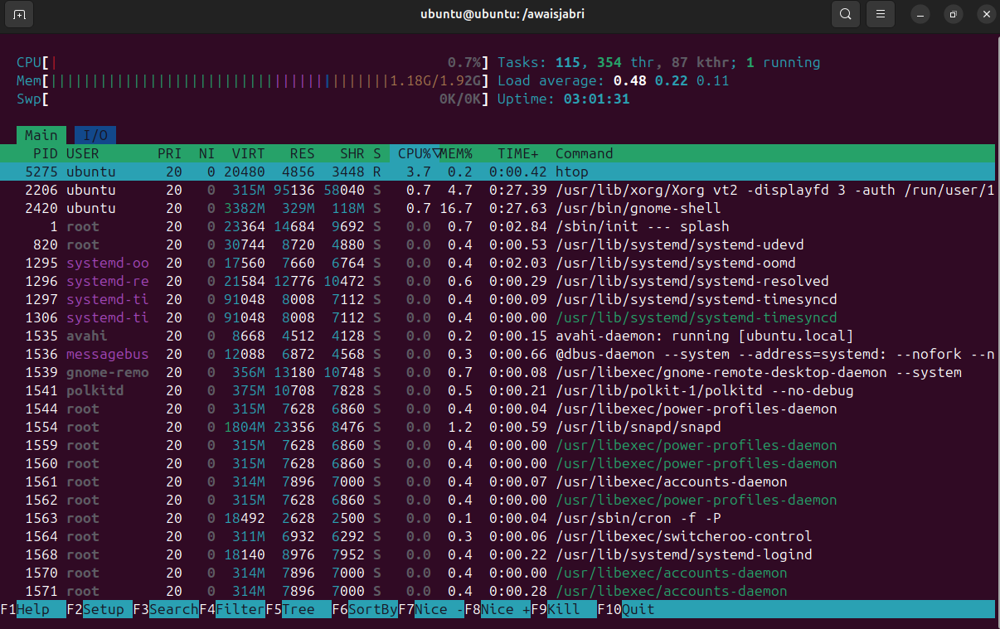 ubuntu@ubuntu: /awaisjabri
CPU[| 0.7%] Tasks: 115, 354 thr, 87 kthr; 1 running
Mem[|||||||||||||||||||||||||||||||||||||||||1.18G/1.92G] Load average: 0.48 0.22 0.11
Swp[ 0K/0K] Uptime: 03:01:31
Main I/O
PID USER PRI NI VIRT RES SHR S CPU%▽MEM% TIME+ Command
5275 ubuntu 20 0 20480 4856 3448 R 3.7 0.2 0:00.42 htop
2206 ubuntu 20 0 315M 95136 58040 S 0.7 4.7 0:27.39 /usr/lib/xorg/Xorg vt2 -displayfd 3 -auth /run/user/1
2420 ubuntu 20 0 3382M 329M 118M S 0.7 16.7 0:27.63 /usr/bin/gnome-shell
1 root 20 0 23364 14684 9692 S 0.0 0.7 0:02.84 /sbin/init --- splash
820 root 20 0 30744 8720 4880 S 0.0 0.4 0:00.53 /usr/lib/systemd/systemd-udevd
1295 systemd-oo 20 0 17560 7660 6764 S 0.0 0.4 0:02.03 /usr/lib/systemd/systemd-oomd
1296 systemd-re 20 0 21584 12776 10472 S 0.0 0.6 0:00.29 /usr/lib/systemd/systemd-resolved
1297 systemd-ti 20 0 91048 8008 7112 S 0.0 0.4 0:00.09 /usr/lib/systemd/systemd-timesyncd
1306 systemd-ti 20 0 91048 8008 7112 S 0.0 0.4 0:00.00 /usr/lib/systemd/systemd-timesyncd
1535 avahi 20 0 8668 4512 4128 S 0.0 0.2 0:00.15 avahi-daemon: running [ubuntu.local]
1536 messagebus 20 0 12088 6872 4568 S 0.0 0.3 0:00.66 @dbus-daemon --system --address=systemd: --nofork --n
1539 gnome-remo 20 0 356M 13180 10748 S 0.0 0.7 0:00.08 /usr/libexec/gnome-remote-desktop-daemon --system
1541 polkitd 20 0 375M 10708 7828 S 0.0 0.5 0:00.21 /usr/lib/polkit-1/polkitd --no-debug
1544 root 20 0 315M 7628 6860 S 0.0 0.4 0:00.04 /usr/libexec/power-profiles-daemon
1554 root 20 0 1804M 23356 8476 S 0.0 1.2 0:00.59 /usr/lib/snapd/snapd
1559 root 20 0 315M 7628 6860 S 0.0 0.4 0:00.00 /usr/libexec/power-profiles-daemon
1560 root 20 0 315M 7628 6860 S 0.0 0.4 0:00.00 /usr/libexec/power-profiles-daemon
1561 root 20 0 314M 7896 7000 S 0.0 0.4 0:00.07 /usr/libexec/accounts-daemon
1562 root 20 0 315M 7628 6860 S 0.0 0.4 0:00.00 /usr/libexec/power-profiles-daemon
1563 root 20 0 18492 2628 2500 S 0.0 0.1 0:00.04 /usr/sbin/cron -f -P
1564 root 20 0 311M 6932 6292 S 0.0 0.3 0:00.06 /usr/libexec/switcheroo-control
1568 root 20 0 18140 8976 7952 S 0.0 0.4 0:00.22 /usr/lib/systemd/systemd-logind
1570 root 20 0 314M 7896 7000 S 0.0 0.4 0:00.00 /usr/libexec/accounts-daemon
1571 root 20 0 314M 7896 7000 S 0.0 0.4 0:00.28 /usr/libexec/accounts-daemon
F1Help F2Setup F3SearchF4FilterF5Tree F6SortByF7Nice -F8Nice +F9Kill F10Quit